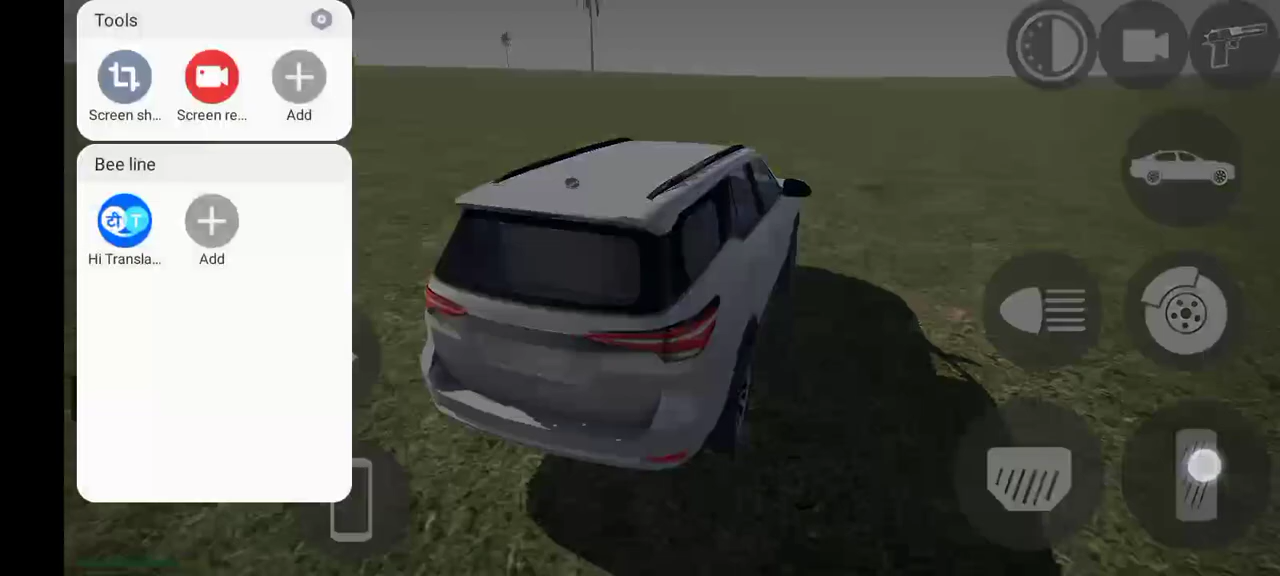 Tools
Screen sh...
Screen re...
Add
Bee line
टी T
Hi Transla...
Add